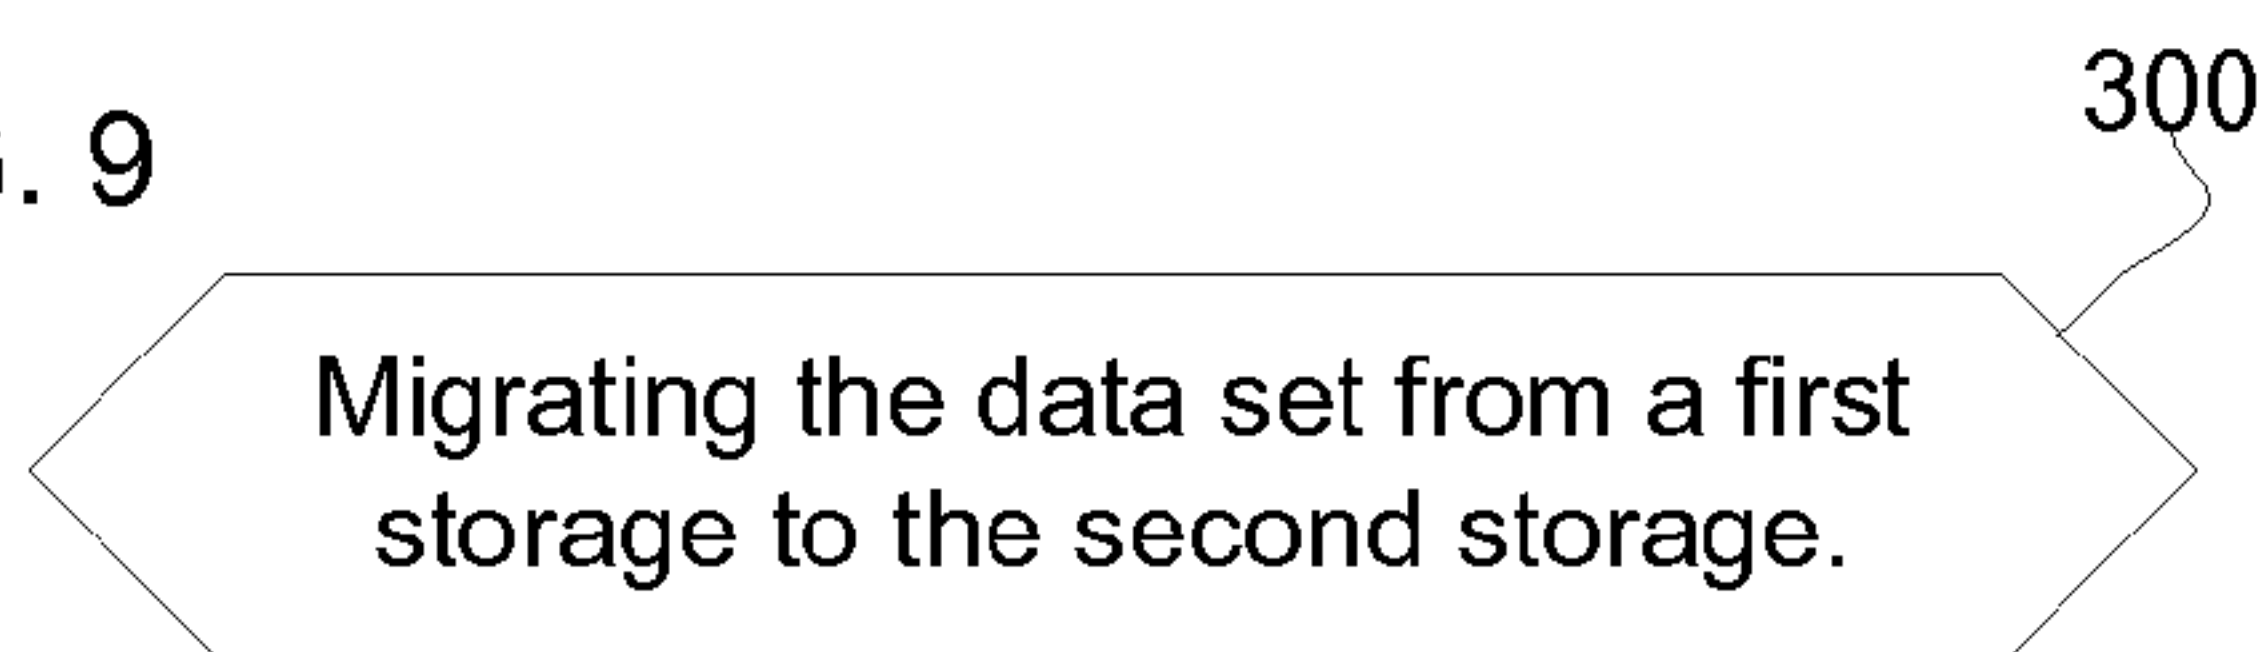 300
. 9
Migrating the data set from a first
storage to the second storage.